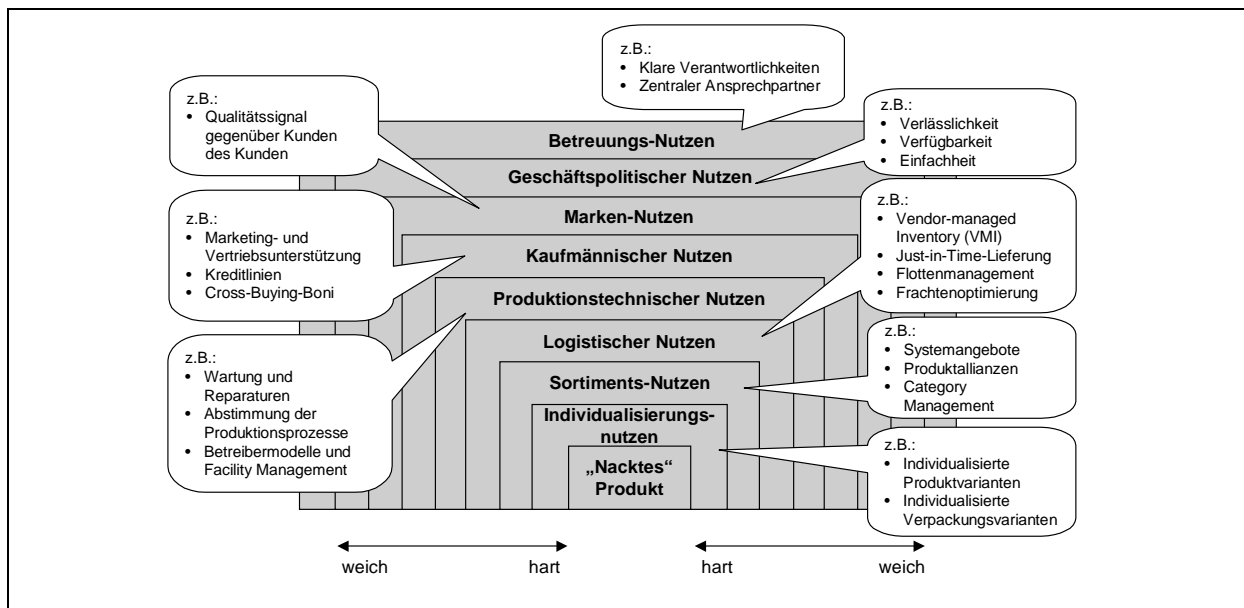 z.B.:
• Klare Verantwortlichkeiten
• Zentraler Ansprechpartner
z.B.:
• Qualitätssignal
gegenüber Kunden
des Kunden
z.B.:
• Verlässlichkeit
• Verfügbarkeit
• Einfachheit
Betreuungs-Nutzen
Geschäftspolitischer Nutzen
Marken-Nutzen
Kaufmännischer Nutzen
Produktionstechnischer Nutzen
Logistischer Nutzen
Sortiments-Nutzen
Individualisierungs-
nutzen
„Nacktes“
Produkt
z.B.:
• Marketing- und
Vertriebsunterstützung
• Kreditlinien
• Cross-Buying-Boni
z.B.:
• Vendor-managed
Inventory (VMI)
• Just-in-Time-Lieferung
• Flottenmanagement
• Frachtenoptimierung
z.B.:
• Wartung und
Reparaturen
• Abstimmung der
Produktionsprozesse
• Betreibermodelle und
Facility Management
z.B.:
• Systemangebote
• Produktallianzen
• Category
Management
z.B.:
• Individualisierte
Produktvarianten
• Individualisierte
Verpackungsvarianten
weich hart hart weich